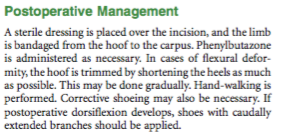 Postoperative Management
A sterile dressing is placed over the incision, and the limb
is bandaged from the hoof to the carpus. Phenylbutazone
is administered as necessary. In cases of flexural defor-
mity, the hoof is trimmed by shortening the heels as much
as possible. This may be done gradually. Hand-walking is
performed. Corrective shoeing may also be necessary. If
postoperative dorsiflexion develops, shoes with caudally
extended branches should be applied.